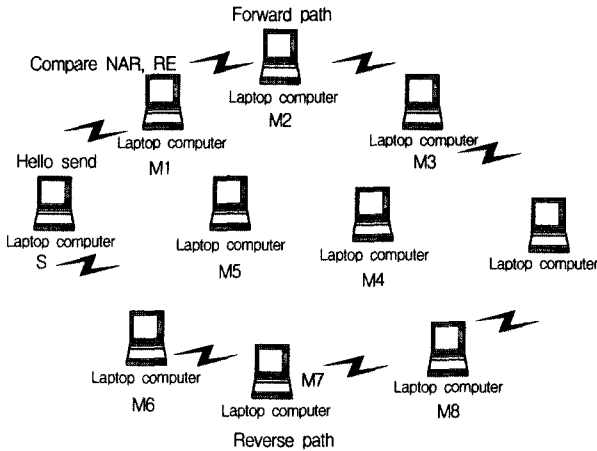 Forward path
Compare NAR, RE
Laptop computer
M2
Laptop computer
M1
Laptop computer
M3
Hello send
Laptop computer
S
Laptop computer
M5
Laptop computer
M4
Laptop computer
Laptop computer
M6
M7
Laptop computer
Laptop computer
M8
Reverse path